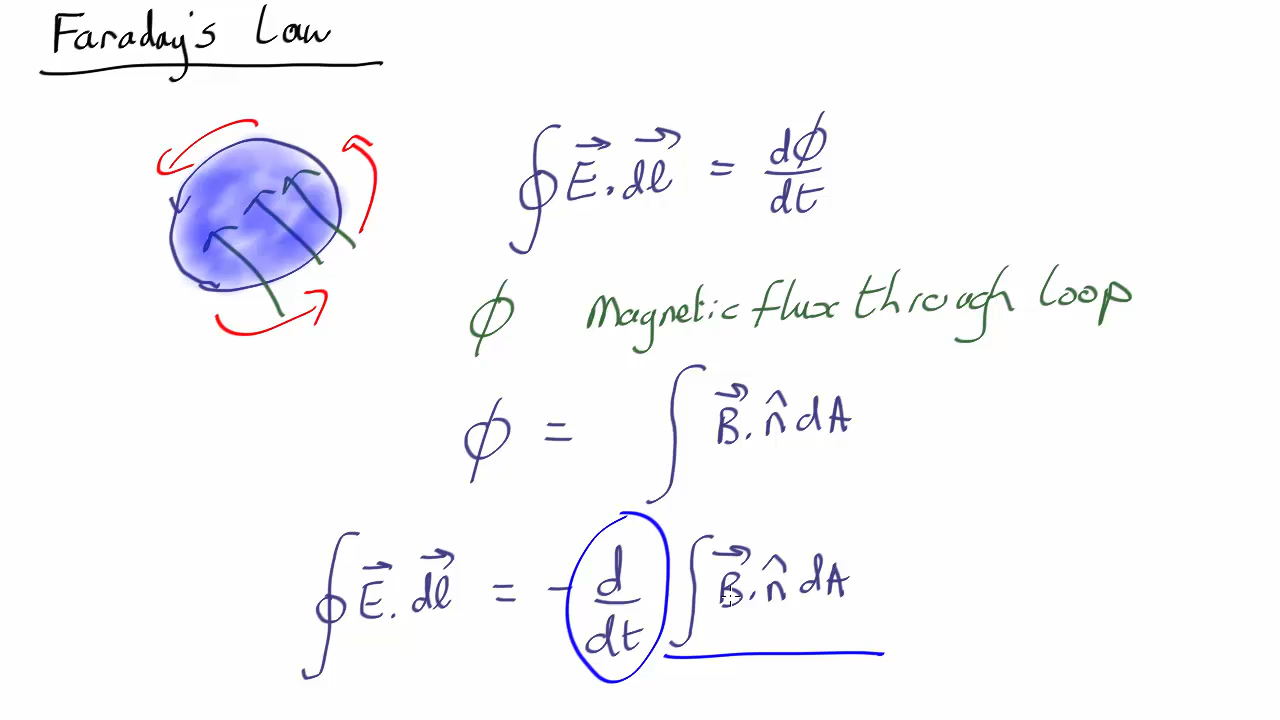 Faraday's Law
∮ E⃗ . dl⃗ = dϕ/dt
ϕ Magnetic flux through loop
ϕ = ∫ B⃗ . n̂ dA
∮ E⃗ . dl⃗ = - d/dt ∫ B⃗ . n̂ dA